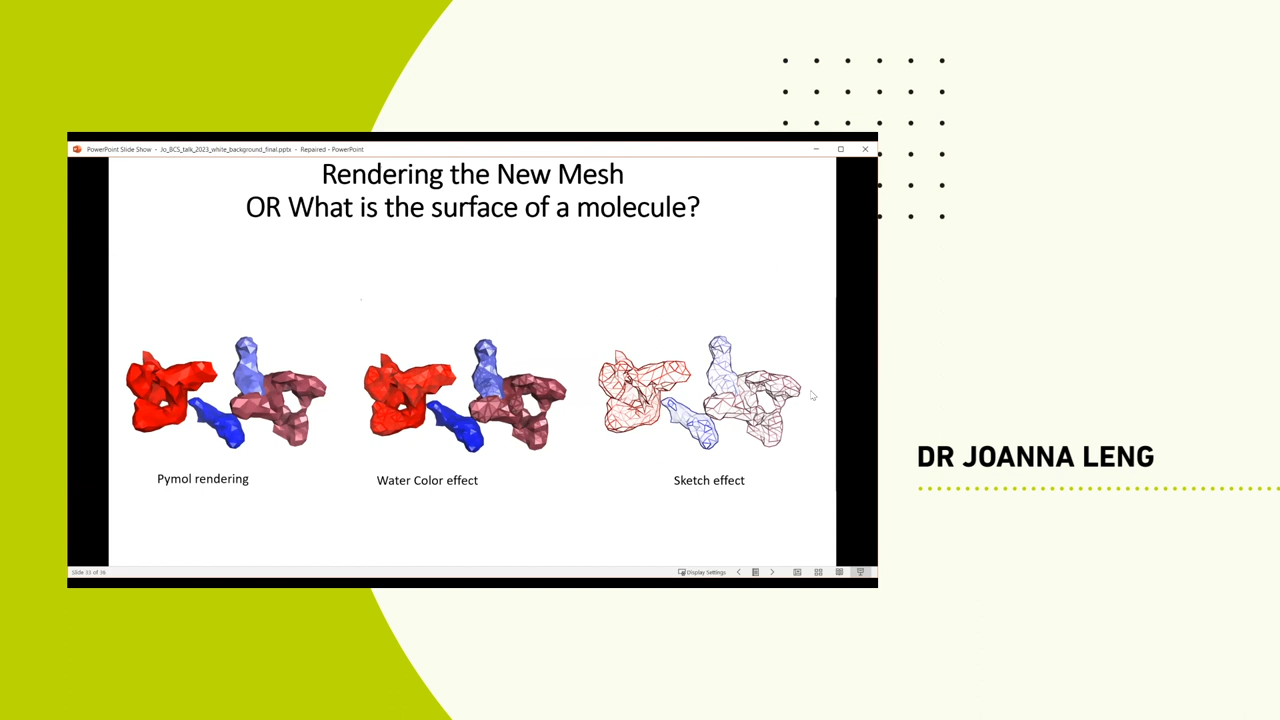 PowerPoint Slide Show - Jo_BCS_talk_2023_white_background_final.pptx - Repaired - PowerPoint
Rendering the New Mesh
OR What is the surface of a molecule?
Pymol rendering
Water Color effect
Sketch effect
Slide 33 of 36
Display Settings
DR JOANNA LENG